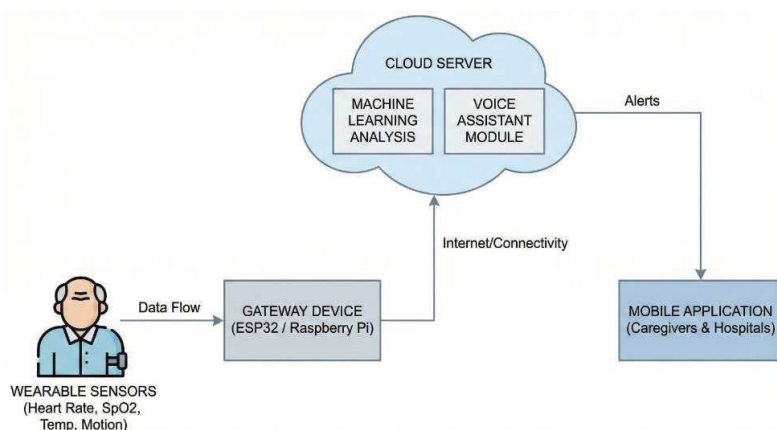 CLOUD SERVER
MACHINE
LEARNING
ANALYSIS
VOICE
ASSISTANT
MODULE
Alerts
Internet/Connectivity
Data Flow
GATEWAY DEVICE
(ESP32 / Raspberry Pi)
MOBILE APPLICATION
(Caregivers & Hospitals)
WEARABLE SENSORS
(Heart Rate, SpO2,
Temp, Motion)